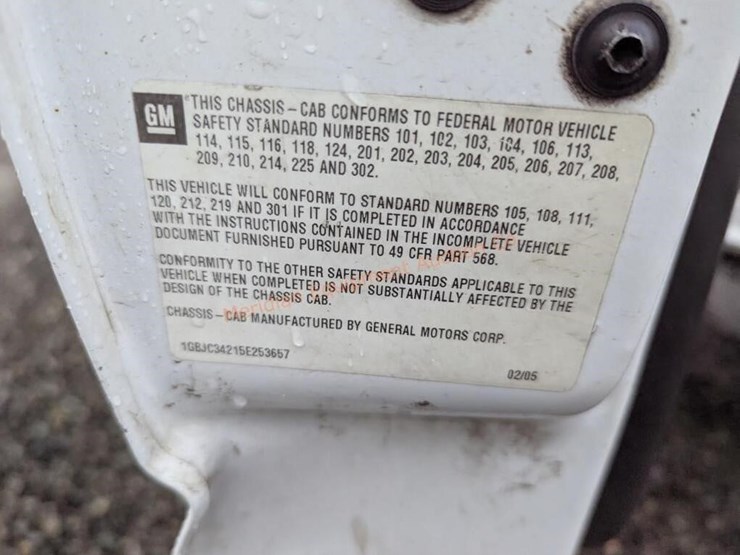 GM
"THIS CHASSIS-CAB CONFORMS TO FEDERAL MOTOR VEHICLE
SAFETY STANDARD NUMBERS 101, 102, 103, 104, 106, 113,
114, 115, 116, 118, 124, 201, 202, 203, 204, 205, 206, 207, 208,
209, 210, 214, 225 AND 302.
THIS VEHICLE WILL CONFORM TO STANDARD NUMBERS 105, 108, 111,
120, 212, 219 AND 301 IF IT IS COMPLETED IN ACCORDANCE
WITH THE INSTRUCTIONS CONTAINED IN THE INCOMPLETE VEHICLE
DOCUMENT FURNISHED PURSUANT TO 49 CFR PART 568.
CONFORMITY TO THE OTHER SAFETY STANDARDS APPLICABLE TO THIS
VEHICLE WHEN COMPLETED IS NOT SUBSTANTIALLY AFFECTED BY THE
DESIGN OF THE CHASSIS CAB.
CHASSIS-CAB MANUFACTURED BY GENERAL MOTORS CORP.
1GBJC34215E253657
02/05